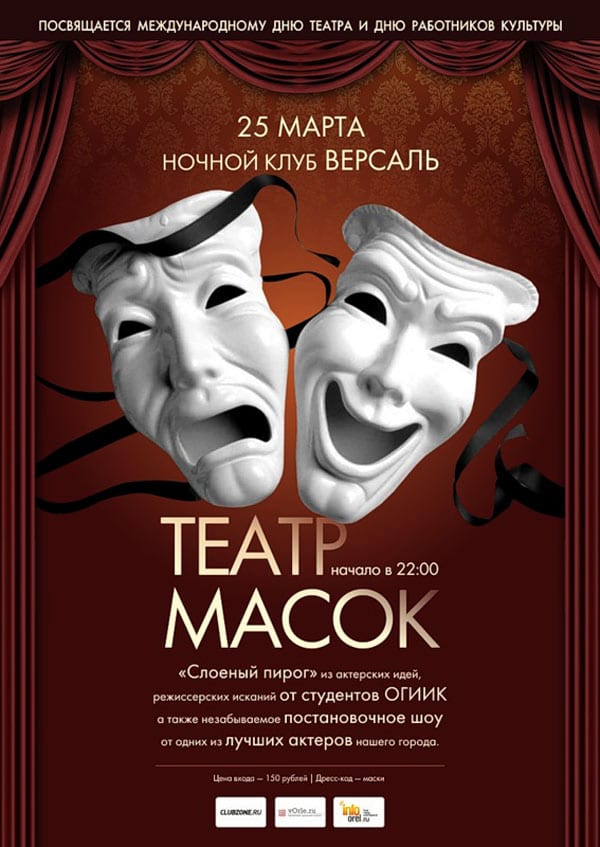 ПОСВЯЩАЕТСЯ МЕЖДУНАРОДНОМУ ДНЮ ТЕАТРА И ДНЮ РАБОТНИКОВ КУЛЬТУРЫ
25 МАРТА
НОЧНОЙ КЛУБ ВЕРСАЛЬ
ТЕАТР
начало в 22:00
МАСОК
«Слоеный пирог» из актерских идей,
режиссерских исканий от студентов ОГИИК
а также незабываемое постановочное шоу
от одних из лучших актеров нашего города.
Цена входа — 150 рублей | Дресс-код — маски
CLUBZONE.RU
vOrle.ru
info
orel.ru